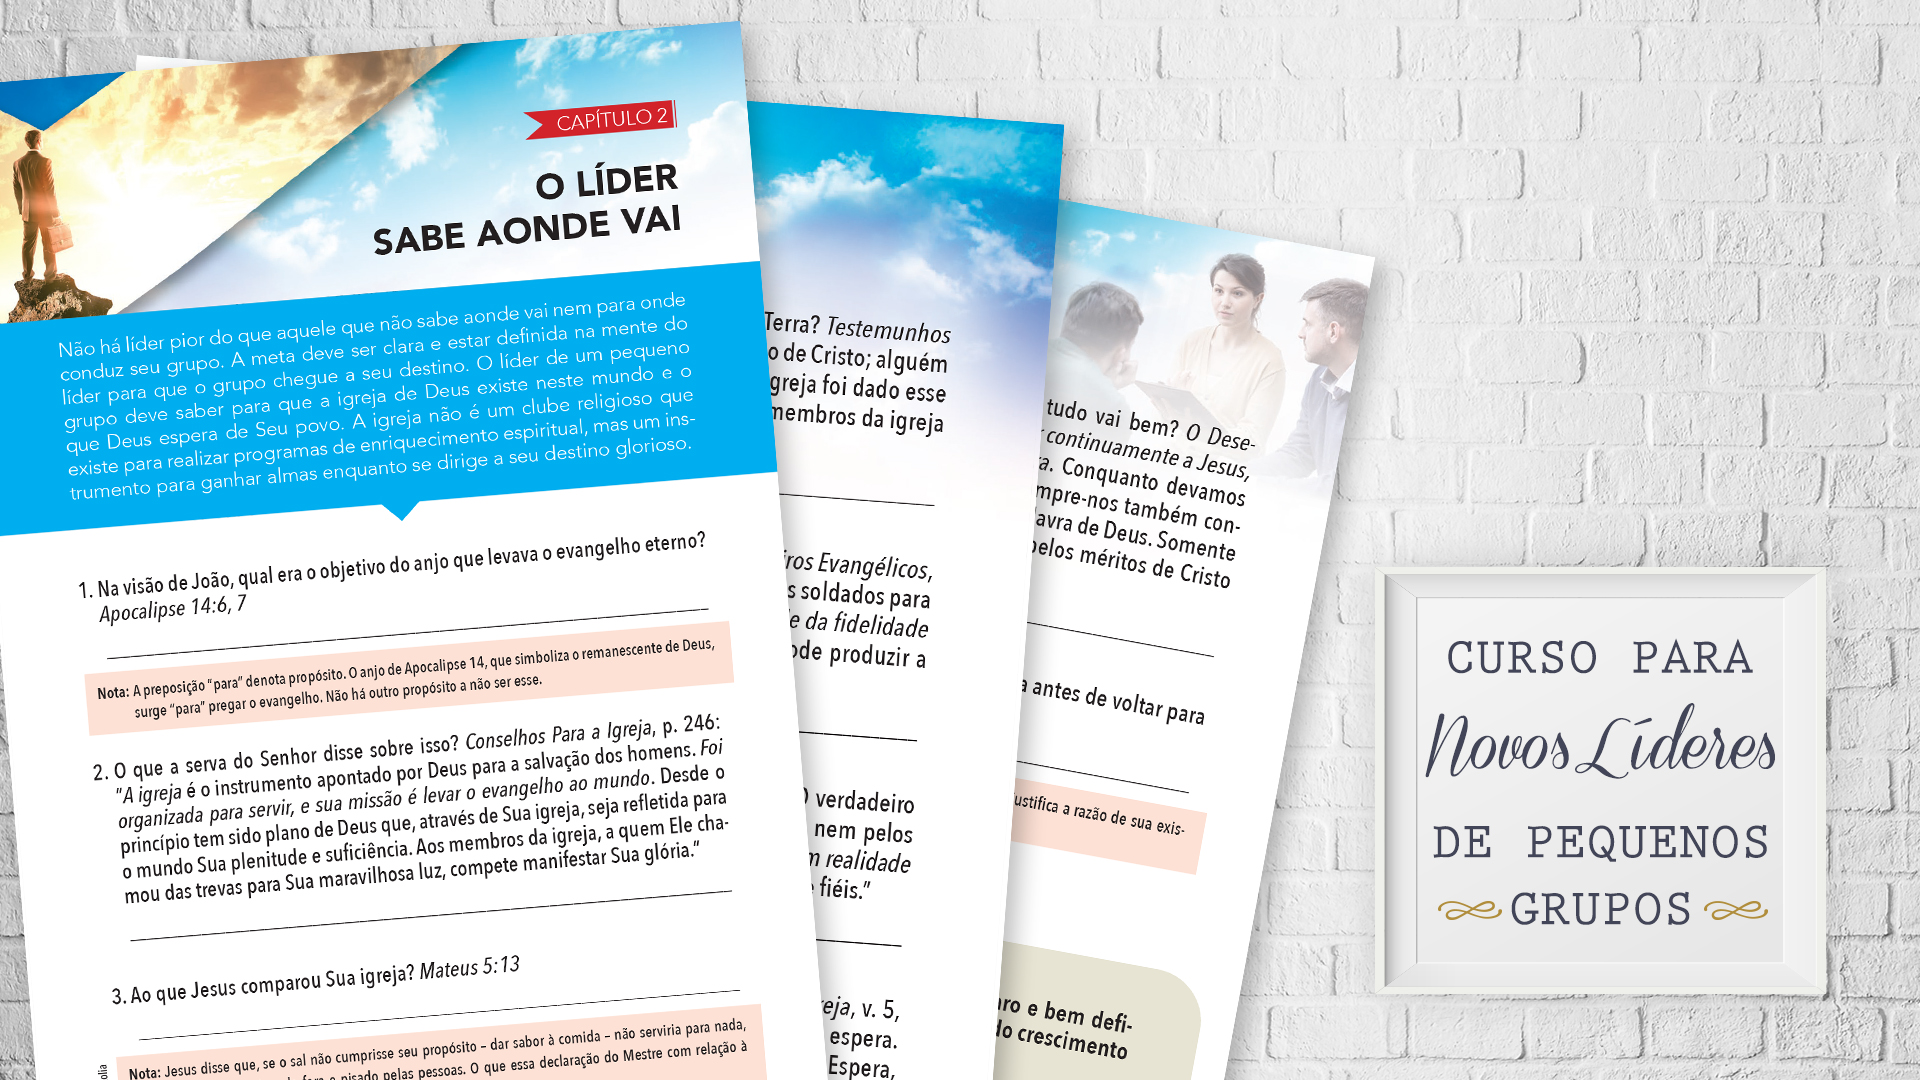 CAPÍTULO 2
O LÍDER
SABE AONDE VAI
Não há líder pior do que aquele que não sabe aonde vai nem para onde
conduz seu grupo. A meta deve ser clara e estar definida na mente do
líder para que o grupo chegue a seu destino. O líder de um pequeno
grupo deve saber para que a igreja de Deus existe neste mundo e o
que Deus espera de Seu povo. A igreja não é um clube religioso que
existe para realizar programas de enriquecimento espiritual, mas um ins-
trumento para ganhar almas enquanto se dirige a seu destino glorioso.
1. Na visão de João, qual era o objetivo do anjo que levava o evangelho eterno?
Apocalipse 14:6, 7
Nota: A preposição "para" denota propósito. O anjo de Apocalipse 14, que simboliza o remanescente de Deus,
surge "para" pregar o evangelho. Não há outro propósito a não ser esse.
2. O que a serva do Senhor disse sobre isso? Conselhos Para a Igreja, p. 246:
"A igreja é o instrumento apontado por Deus para a salvação dos homens. Foi
organizada para servir, e sua missão é levar o evangelho ao mundo. Desde o
princípio tem sido plano de Deus que, através de Sua igreja, seja refletida para
o mundo Sua plenitude e suficiência. Aos membros da igreja, a quem Ele cha-
mou das trevas para Sua maravilhosa luz, compete manifestar Sua glória."
3. Ao que Jesus comparou Sua igreja? Mateus 5:13
Nota: Jesus disse que, se o sal não cumprisse seu propósito – dar sabor à comida – não serviria para nada,
e pisado pelas pessoas. O que essa declaração do Mestre com relação à
Terra? Testemunhos
o de Cristo; alguém
greja foi dado esse
membros da igreja
ros Evangélicos,
s soldados para
e da fidelidade
ode produzir a
O verdadeiro
nem pelos
m realidade
fiéis."
reja, v. 5,
espera.
Espera,
tudo vai bem? O Dese-
r continuamente a Jesus,
ra. Conquanto devamos
mpre-nos também con-
avra de Deus. Somente
pelos méritos de Cristo
a antes de voltar para
ustifica a razão de sua exis-
aro e bem defi-
do crescimento
CURSO PARA
Novos Líderes
DE PEQUENOS
GRUPOS